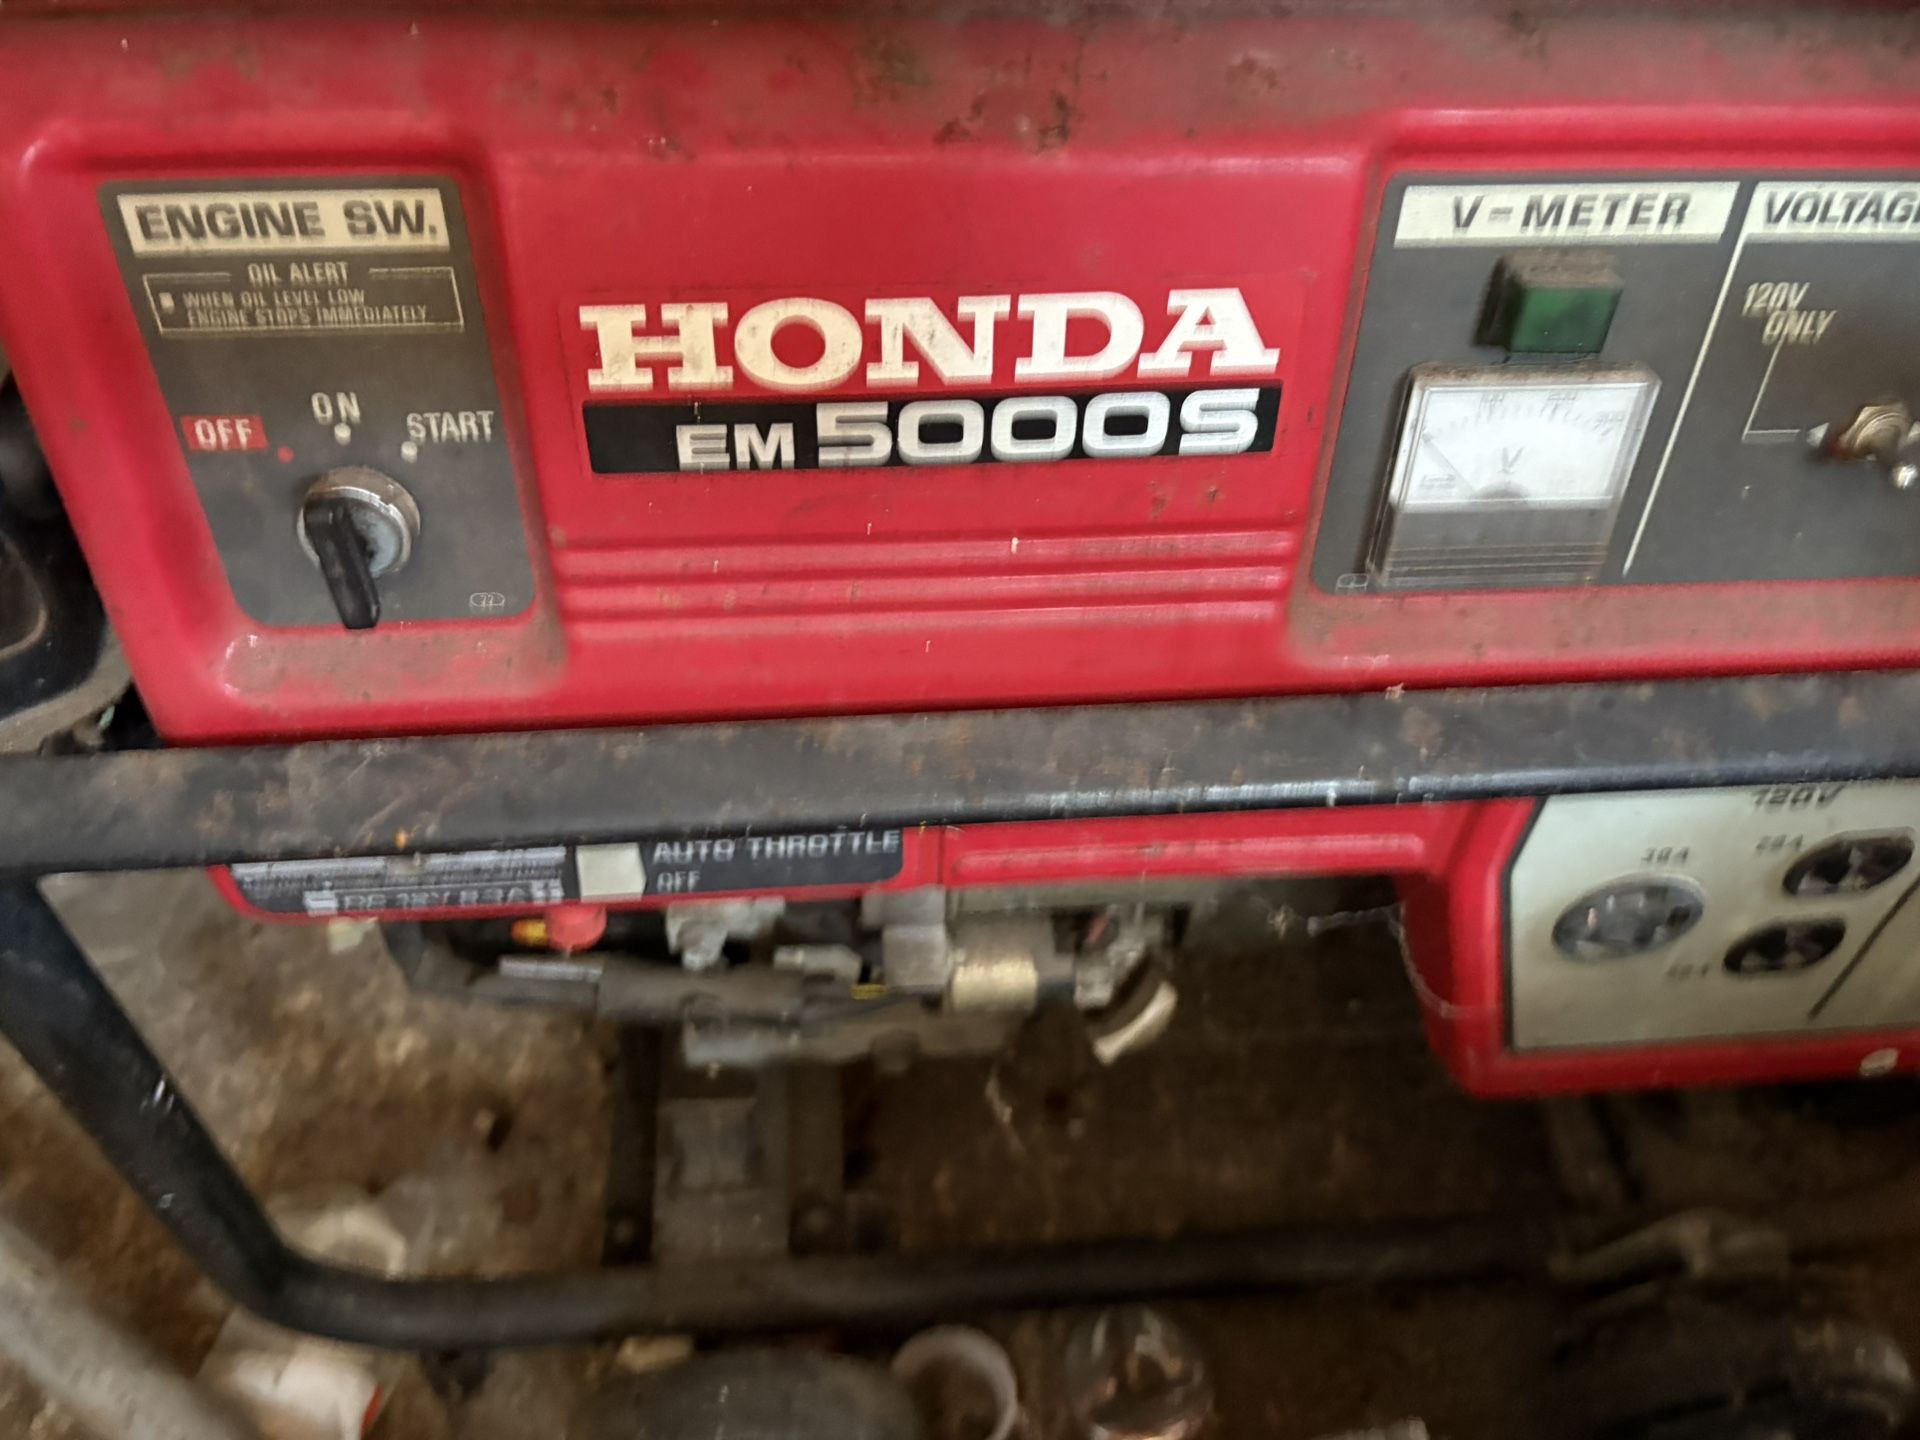 ENGINE SW.
OIL ALERT
WHEN OIL LEVEL LOW
ENGINE STOPS IMMEDIATELY
OFF
ON
START
HONDA
EM 5000S
V-METER
V
VOLTAGE
120V
ONLY
AUTO THROTTLE
OFF
120V